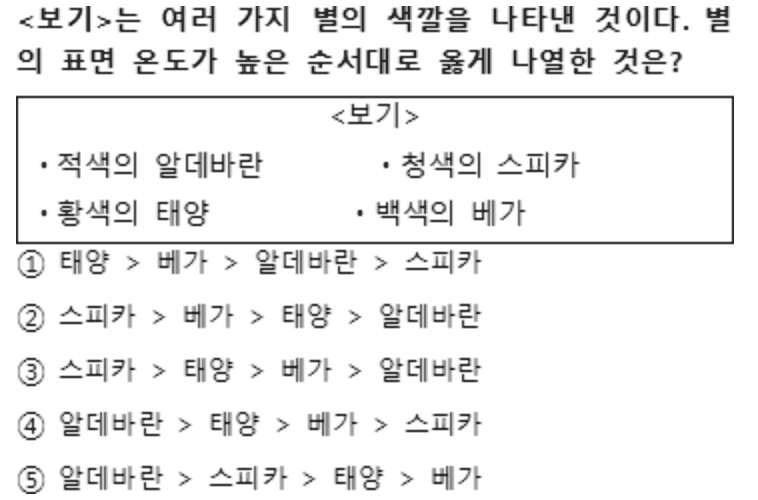 <보기>는 여러 가지 별의 색깔을 나타낸 것이다. 별
의 표면 온도가 높은 순서대로 옳게 나열한 것은?
<보기>
・적색의 알데바란 ・청색의 스피카
・황색의 태양 ・백색의 베가
① 태양 > 베가 > 알데바란 > 스피카
② 스피카 > 베가 > 태양 > 알데바란
③ 스피카 > 태양 > 베가 > 알데바란
④ 알데바란 > 태양 > 베가 > 스피카
⑤ 알데바란 > 스피카 > 태양 > 베가